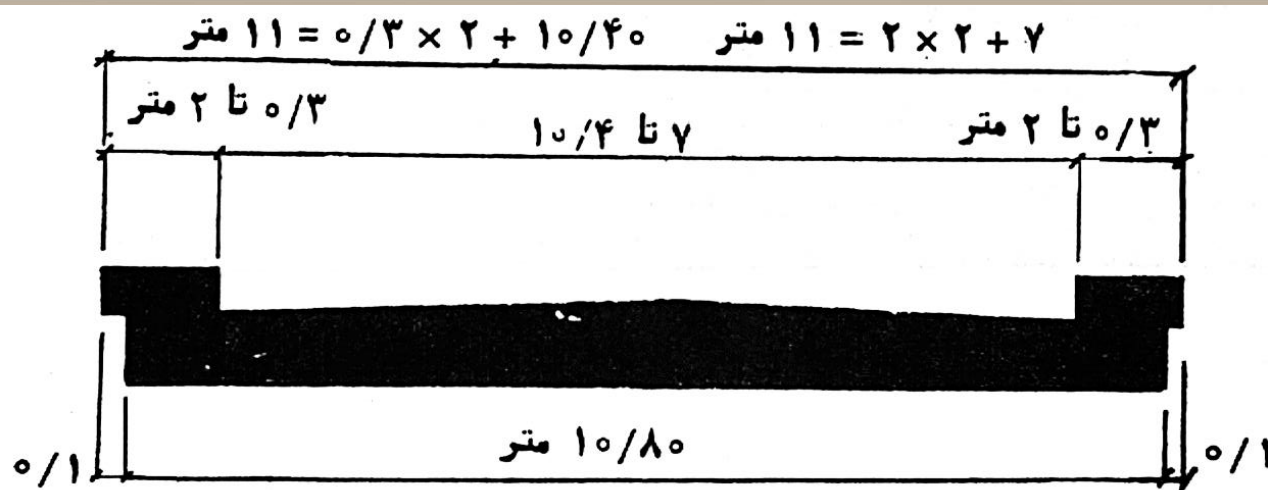 ۷ + ۲ × ۲ = ۱۱ متر    ۱۰/۴۰ + ۲ × ۰/۳ = ۱۱ متر
۰/۳ تا ۲ متر    ۷ تا ۱۰/۴    ۰/۳ تا ۲ متر
۱۰/۸۰ متر
۰/۱    ۰/۱